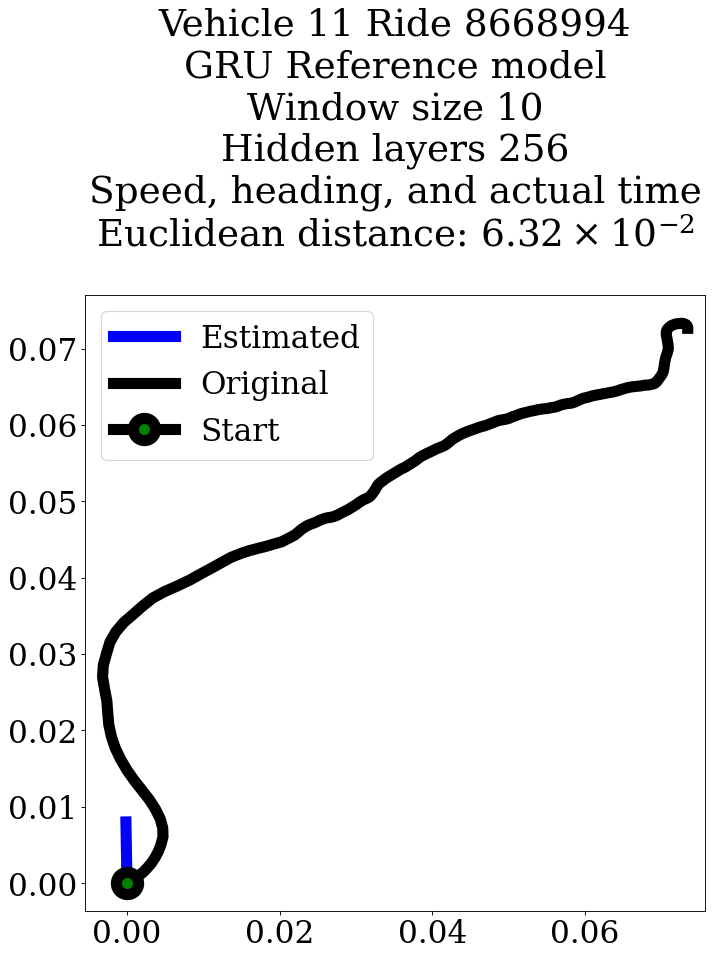 Vehicle 11 Ride 8668994
GRU Reference model
Window size 10
Hidden layers 256
Speed, heading, and actual time
Euclidean distance: 6.32 × 10⁻²
Estimated
Original
Start
0.07
0.06
0.05
0.04
0.03
0.02
0.01
0.00
0.00 0.02 0.04 0.06